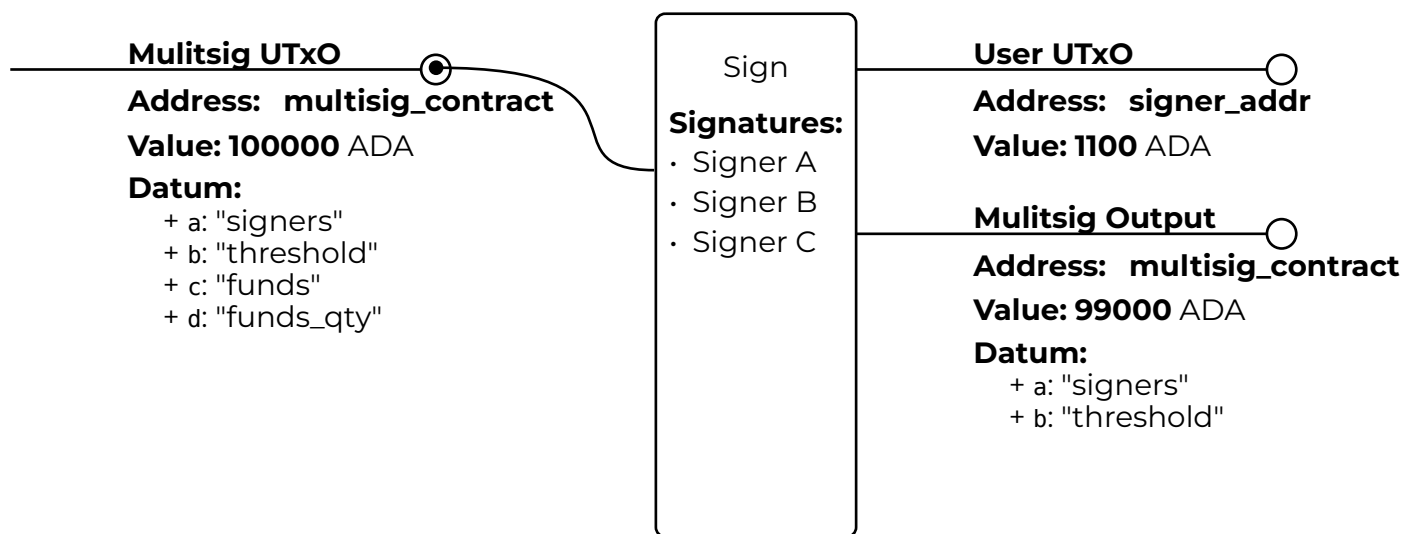 Mulitsig UTxO
Address: multisig_contract
Value: 100000 ADA
Datum:
+ a: "signers"
+ b: "threshold"
+ c: "funds"
+ d: "funds_qty"
Sign
Signatures:
· Signer A
· Signer B
· Signer C
User UTxO
Address: signer_addr
Value: 1100 ADA
Mulitsig Output
Address: multisig_contract
Value: 99000 ADA
Datum:
+ a: "signers"
+ b: "threshold"